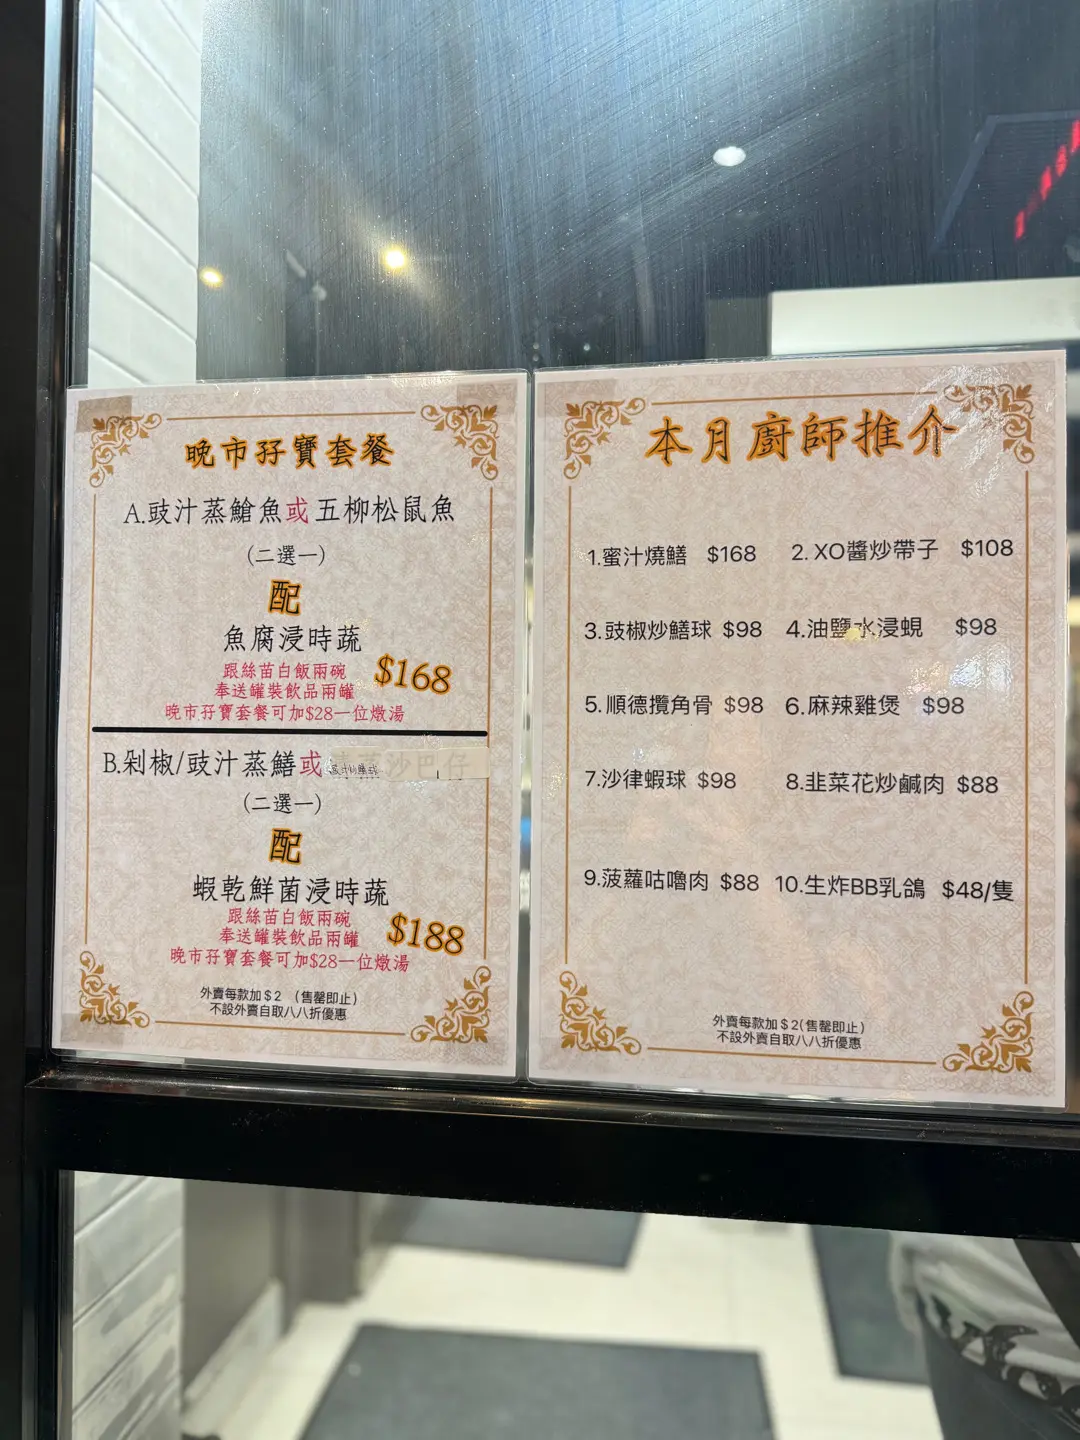 晚市孖寶套餐
A.豉汁蒸鎗魚或五柳松鼠魚
(二選一)
配
魚腐浸時蔬
跟絲苗白飯兩碗
奉送罐裝飲品兩罐
$168
晚市孖寶套餐可加$28一位燉湯
B.剁椒/豉汁蒸鱔或 沙巴仔
(二選一)
配
蝦乾鮮菌浸時蔬
跟絲苗白飯兩碗
奉送罐裝飲品兩罐
$188
晚市孖寶套餐可加$28一位燉湯
外賣每款加$2 (售罄即止)
不設外賣自取八八折優惠
本月廚師推介
1.蜜汁燒鱔 $168 2.XO醬炒帶子 $108
3.豉椒炒鱔球 $98 4.油鹽水浸蜆 $98
5.順德攬角骨 $98 6.麻辣雞煲 $98
7.沙律蝦球 $98 8.韭菜花炒鹹肉 $88
9.菠蘿咕嚕肉 $88 10.生炸BB乳鴿 $48/隻
外賣每款加$2(售罄即止)
不設外賣自取八八折優惠